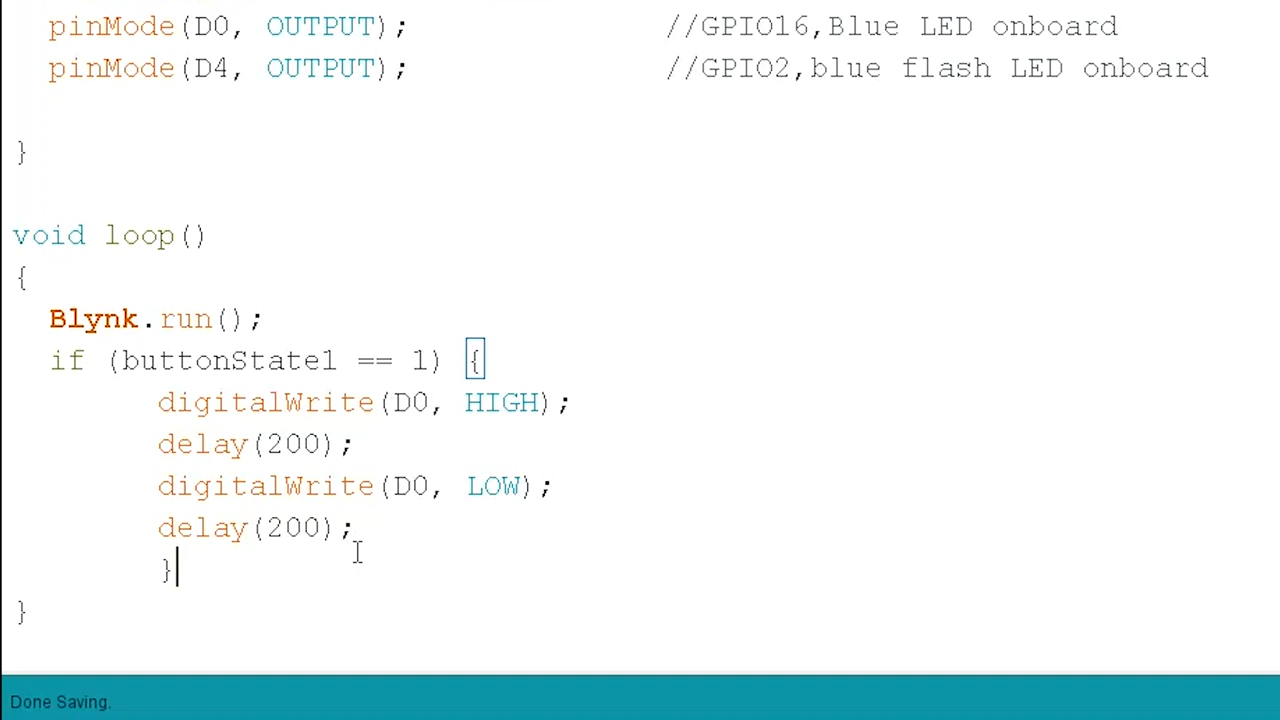 pinMode(D0, OUTPUT); //GPIO16,Blue LED onboard
pinMode(D4, OUTPUT); //GPIO2,blue flash LED onboard
}
void loop()
{
Blynk.run();
if (buttonState1 == 1) {
digitalWrite(D0, HIGH);
delay(200);
digitalWrite(D0, LOW);
delay(200);
}
}
Done Saving.